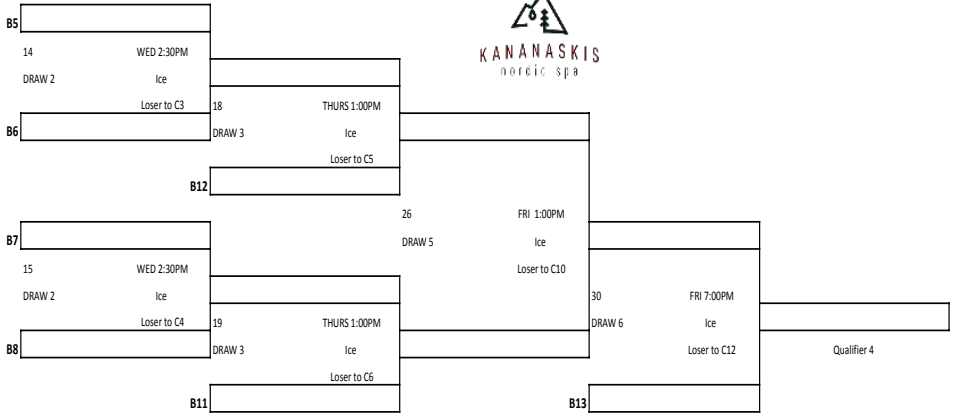 KANANASKIS
nordic spa
B5
14 WED 2:30PM
DRAW 2 Ice
Loser to C3
B6
18 THURS 1:00PM
DRAW 3 Ice
Loser to C5
B12
26 FRI 1:00PM
DRAW 5 Ice
Loser to C10
B7
15 WED 2:30PM
DRAW 2 Ice
Loser to C4
B8
19 THURS 1:00PM
DRAW 3 Ice
Loser to C6
B11
30 FRI 7:00PM
DRAW 6 Ice
Loser to C12
B13
Qualifier 4